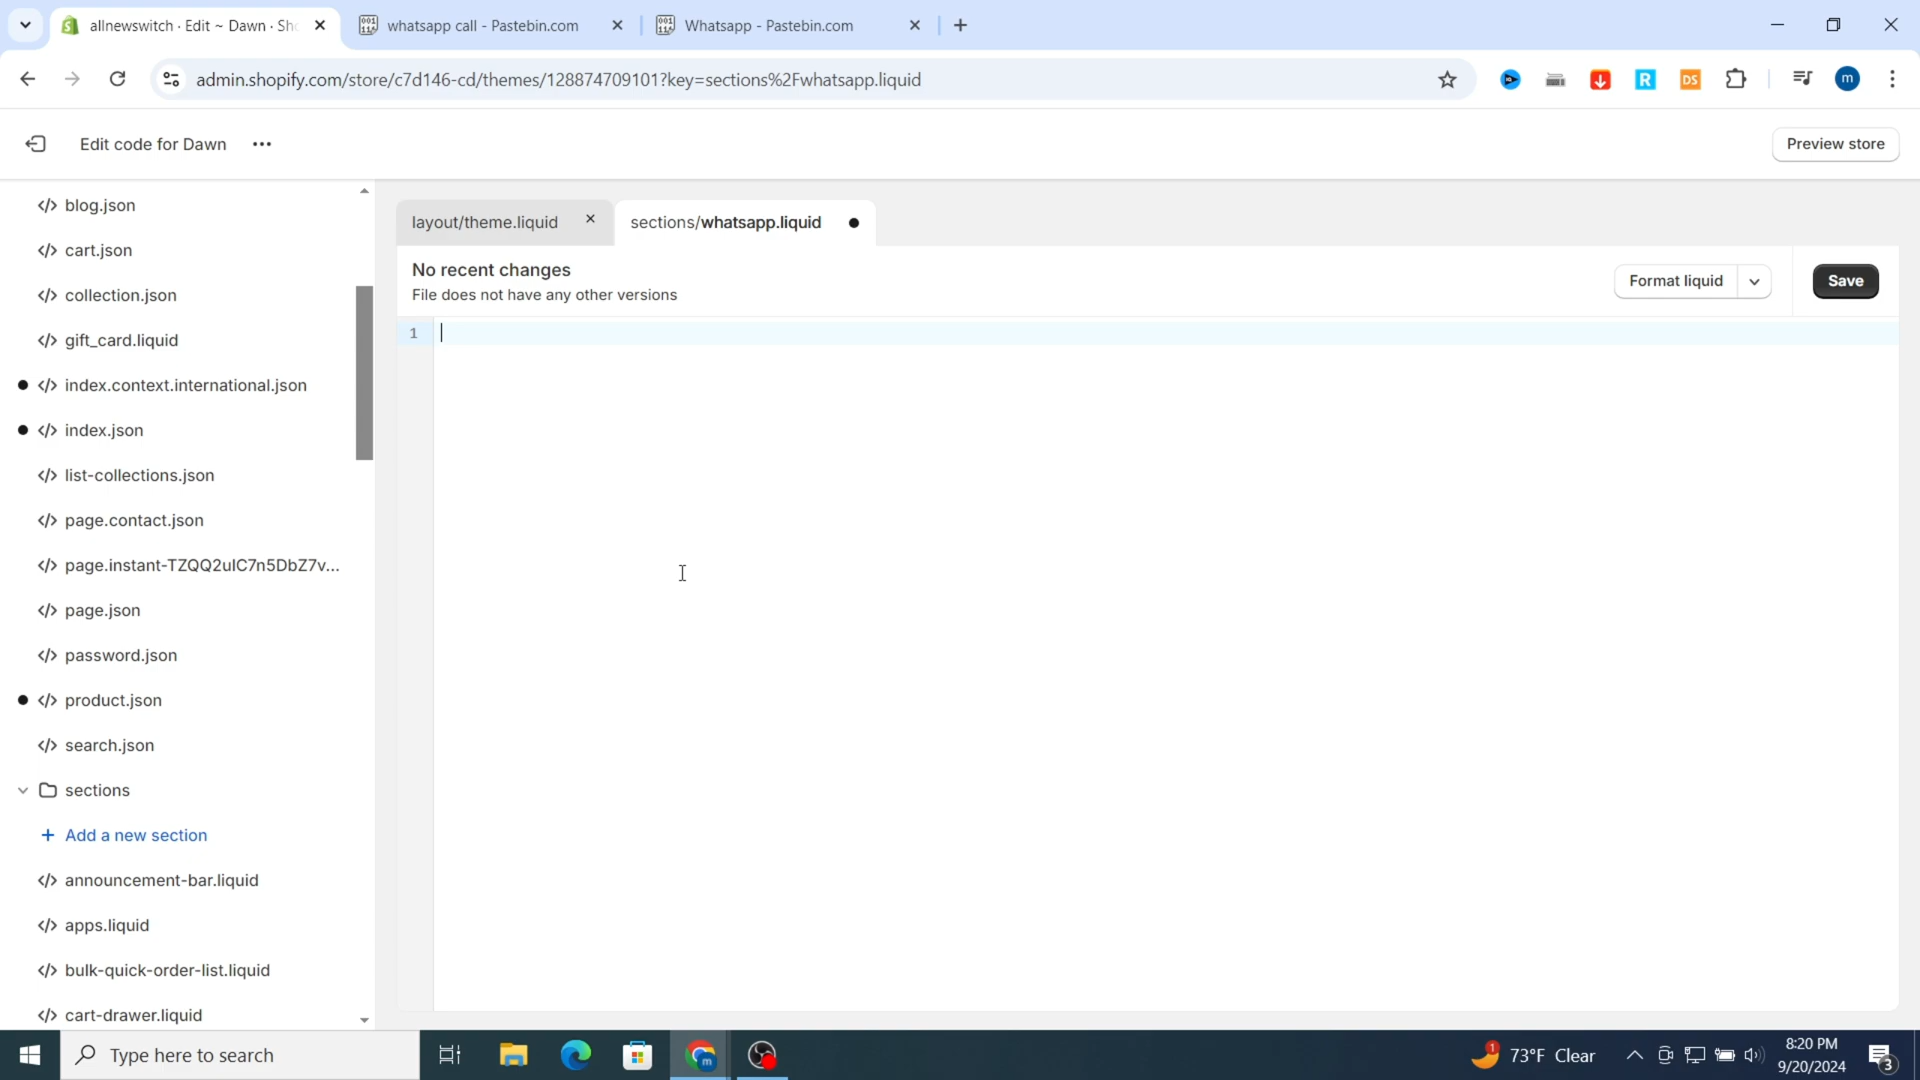 allnewswitch · Edit ~ Dawn · Sho
whatsapp call - Pastebin.com
Whatsapp - Pastebin.com
admin.shopify.com/store/c7d146-cd/themes/128874709101?key=sections%2Fwhatsapp.liquid
R
DS
m
Edit code for Dawn
Preview store
blog.json
cart.json
collection.json
gift_card.liquid
index.context.international.json
index.json
list-collections.json
page.contact.json
page.instant-TZQQ2uIC7n5DbZ7v...
page.json
password.json
product.json
search.json
sections
Add a new section
announcement-bar.liquid
apps.liquid
bulk-quick-order-list.liquid
cart-drawer.liquid
layout/theme.liquid
sections/whatsapp.liquid
No recent changes
File does not have any other versions
Format liquid
Save
1
Type here to search
m
1
73°F Clear
8:20 PM
9/20/2024
3